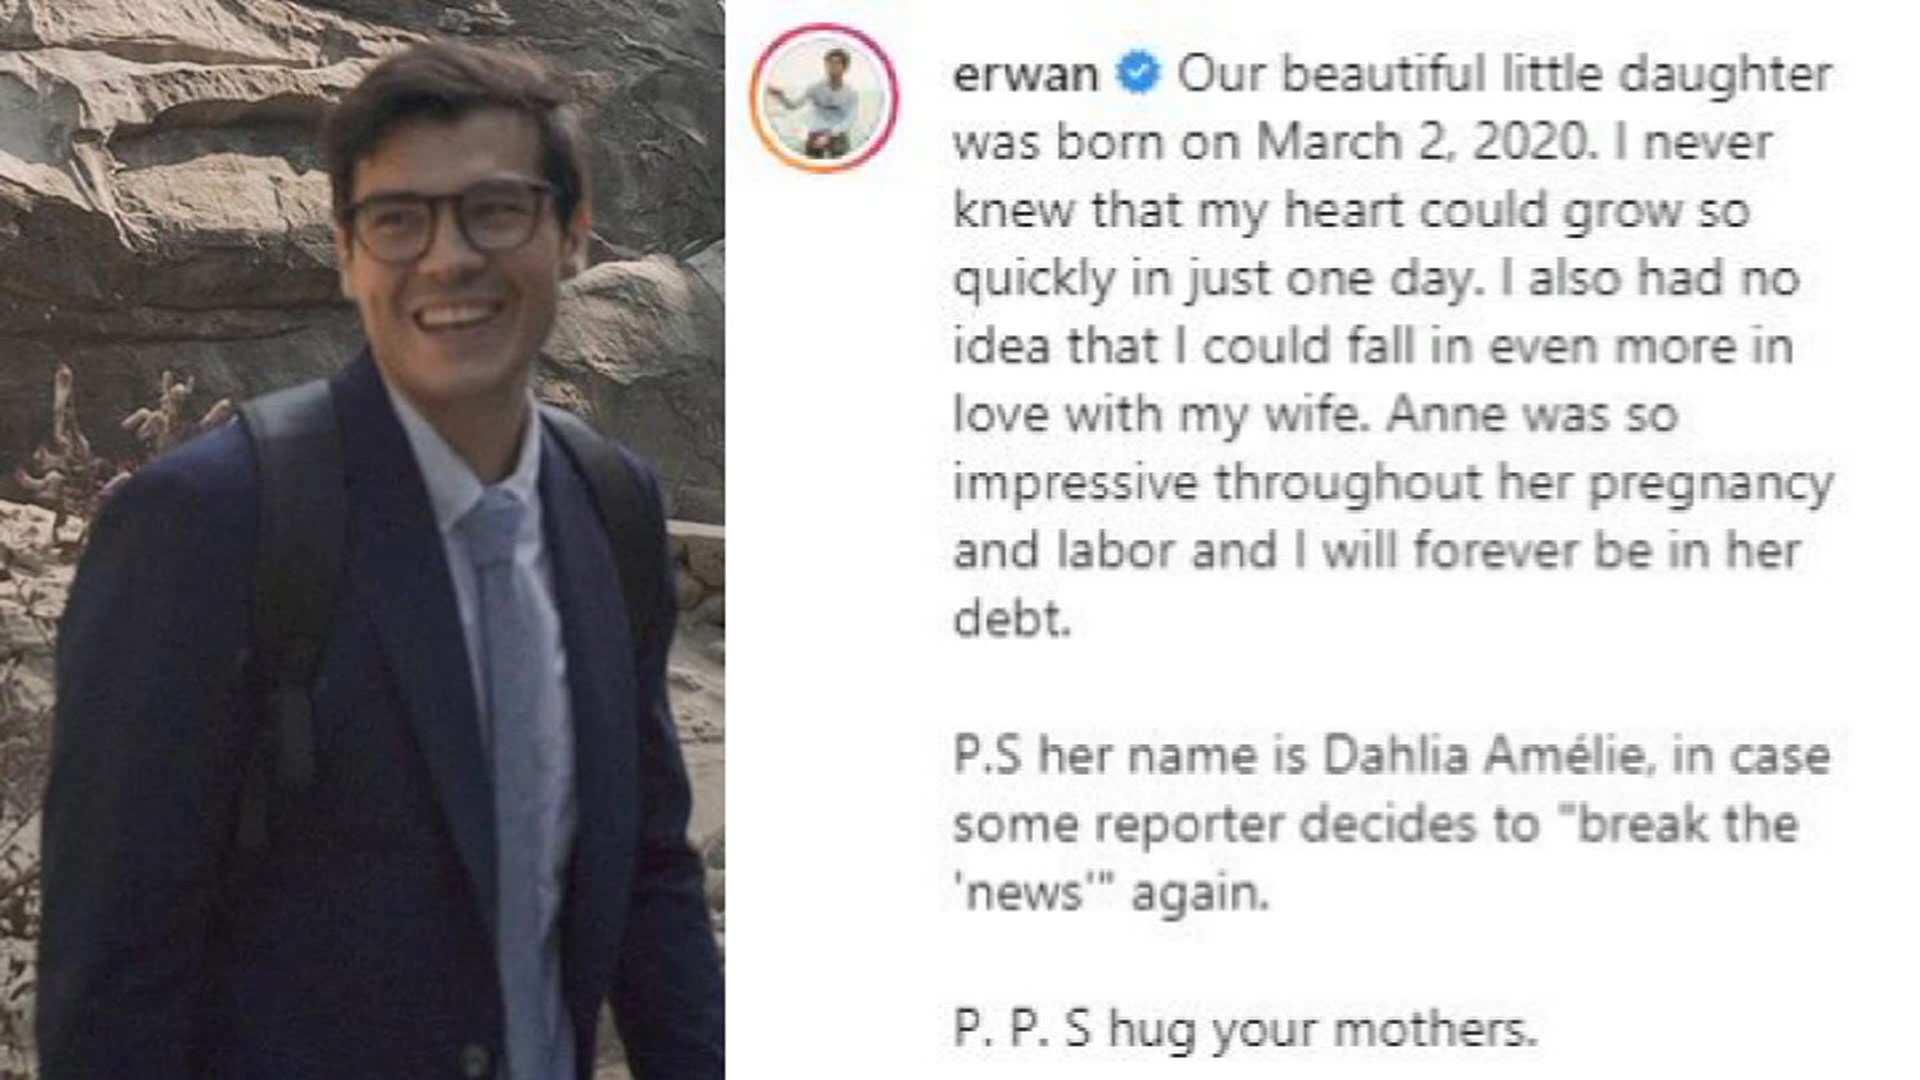 erwan Our beautiful little daughter
was born on March 2, 2020. I never
knew that my heart could grow so
quickly in just one day. I also had no
idea that I could fall in even more in
love with my wife. Anne was so
impressive throughout her pregnancy
and labor and I will forever be in her
debt.
P.S her name is Dahlia Amélie, in case
some reporter decides to "break the
'news'" again.
P. P. S hug your mothers.